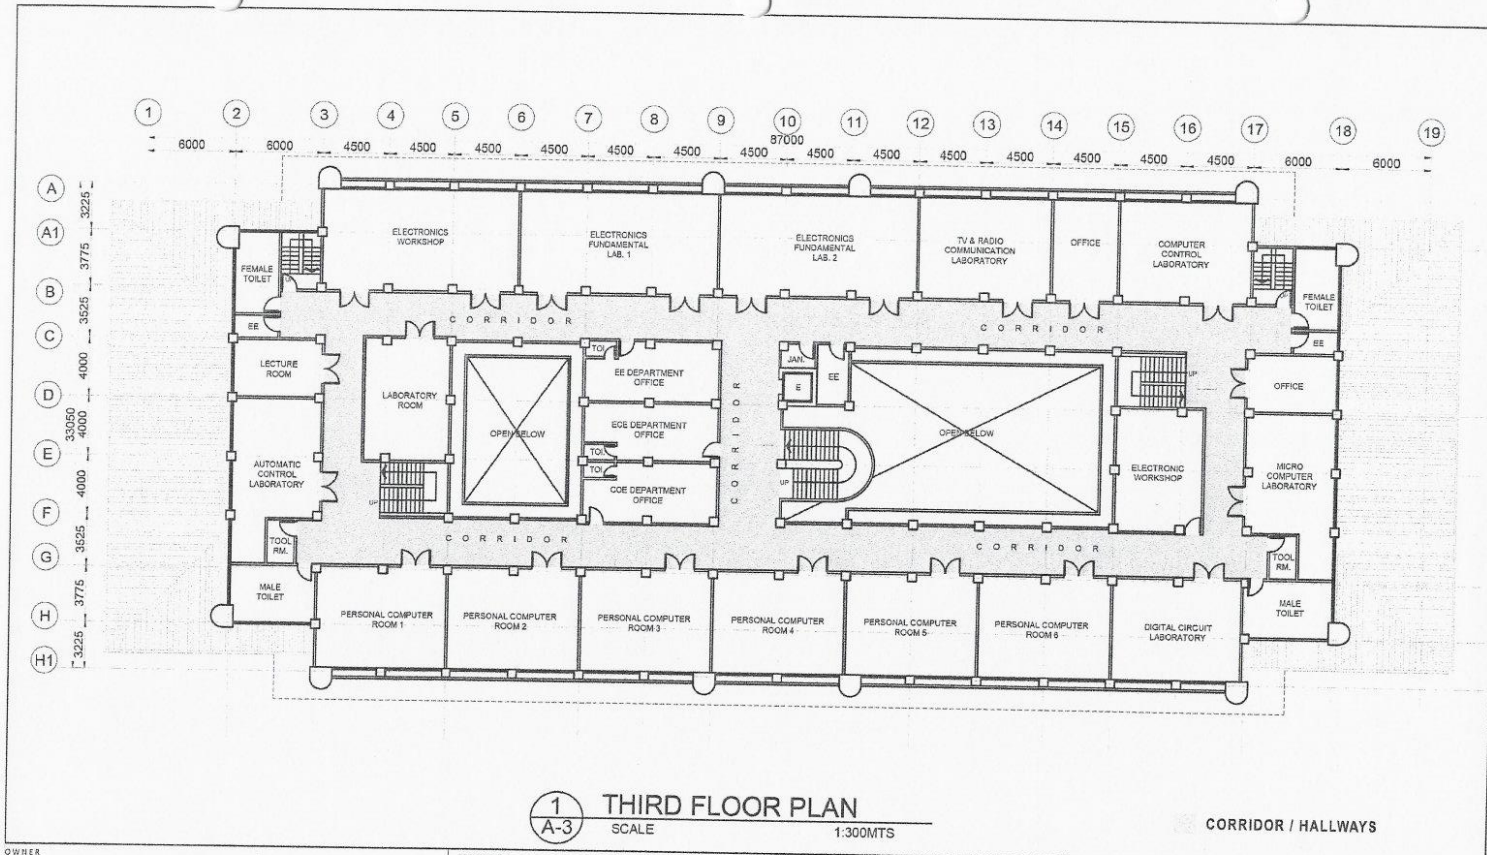 1 2 3 4 5 6 7 8 9 10 11 12 13 14 15 16 17 18 19
87000
6000 6000 4500 4500 4500 4500 4500 4500 4500 4500 4500 4500 4500 4500 4500 4500 6000 6000
A
3225
A1
3775
B
3525
C
4000
D
33050
4000
E
4000
F
3525
G
3775
H
3225
H1
ELECTRONICS
WORKSHOP
ELECTRONICS
FUNDAMENTAL
LAB. 1
ELECTRONICS
FUNDAMENTAL
LAB. 2
TV & RADIO
COMMUNICATION
LABORATORY
OFFICE
COMPUTER
CONTROL
LABORATORY
FEMALE
TOILET
EE
FEMALE
TOILET
EE
CORRIDOR
CORRIDOR
LECTURE
ROOM
LABORATORY
ROOM
AUTOMATIC
CONTROL
LABORATORY
UP
OPEN BELOW
TOI.
EE DEPARTMENT
OFFICE
ECE DEPARTMENT
OFFICE
TOI.
TOI.
COE DEPARTMENT
OFFICE
CORRIDOR
JAN.
E
EE
UP
OPEN BELOW
UP
ELECTRONIC
WORKSHOP
OFFICE
MICRO
COMPUTER
LABORATORY
TOOL
RM.
CORRIDOR
CORRIDOR
TOOL
RM.
MALE
TOILET
PERSONAL COMPUTER
ROOM 1
PERSONAL COMPUTER
ROOM 2
PERSONAL COMPUTER
ROOM 3
PERSONAL COMPUTER
ROOM 4
PERSONAL COMPUTER
ROOM 5
PERSONAL COMPUTER
ROOM 6
DIGITAL CIRCUIT
LABORATORY
MALE
TOILET
1
A-3
THIRD FLOOR PLAN
SCALE 1:300MTS
CORRIDOR / HALLWAYS
OWNER